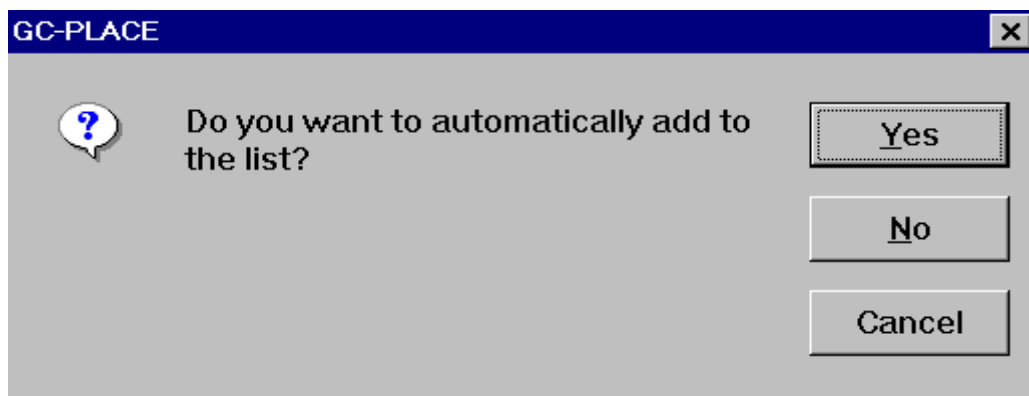 GC-PLACE
Do you want to automatically add to
the list?
Yes
No
Cancel